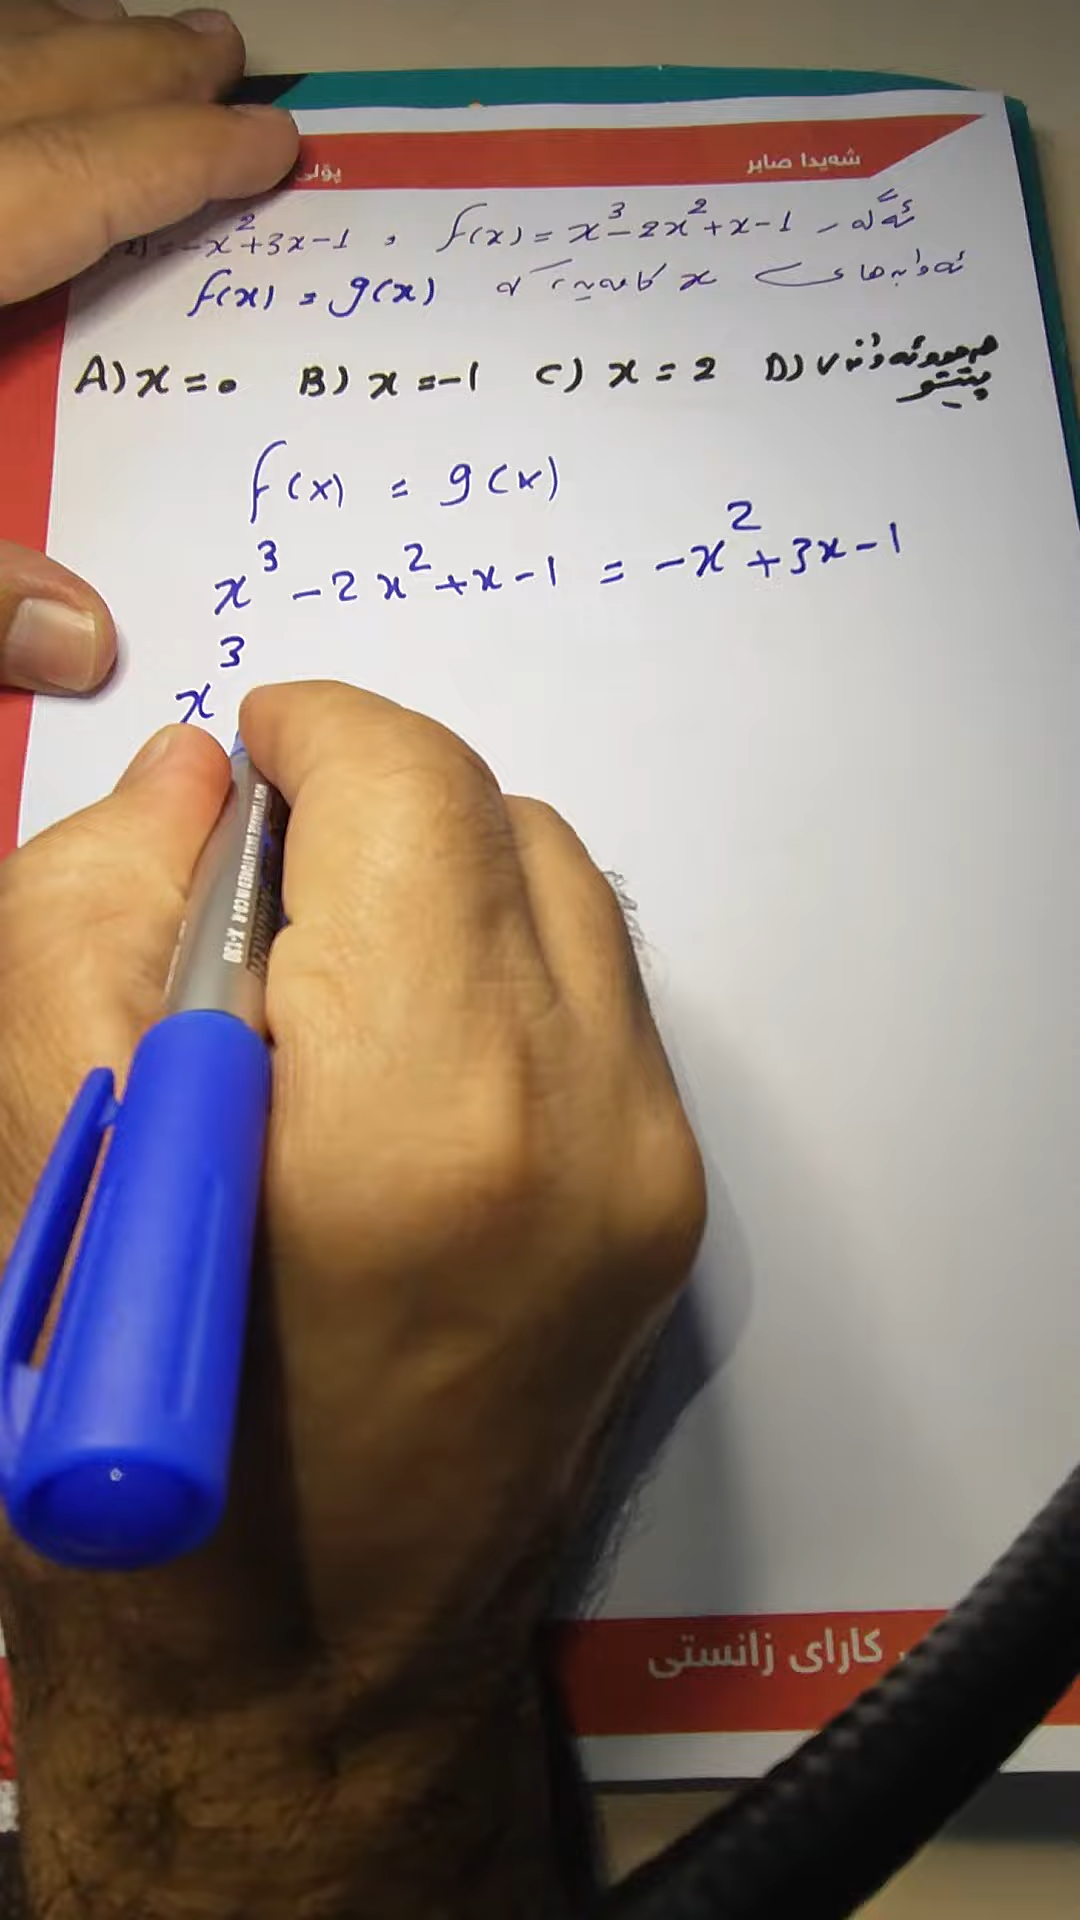 شەیدا صابر
پۆلی
ئەگەر f(x) = x³-2x²+x-1 , = -x²+3x-1
ئەو بەهای x کامەیە کە f(x) = g(x)
A) x = 0 B) x = -1 C) x = 2 D)
f(x) = g(x)
x³ - 2x² + x - 1 = -x² + 3x - 1
x³
کارای زانستی